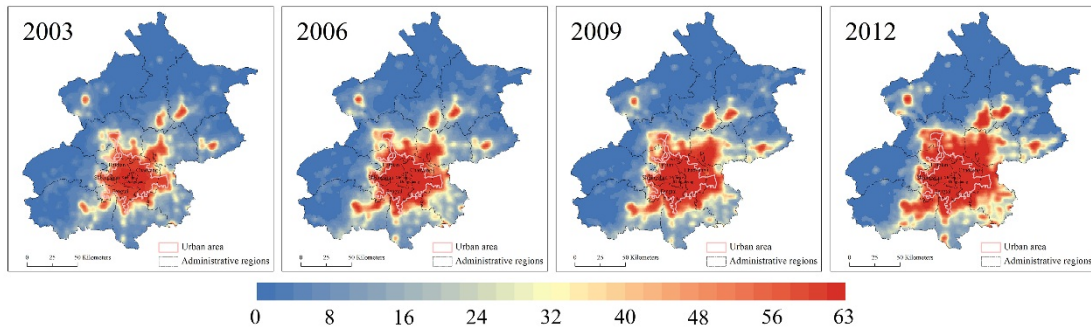 2003
Urban area
0 25 50 Kilometers
Administrative regions
2006
Urban area
0 25 50 Kilometers
Administrative regions
2009
Urban area
0 25 50 Kilometers
Administrative regions
2012
Urban area
0 25 50 Kilometers
Administrative regions
0 8 16 24 32 40 48 56 63